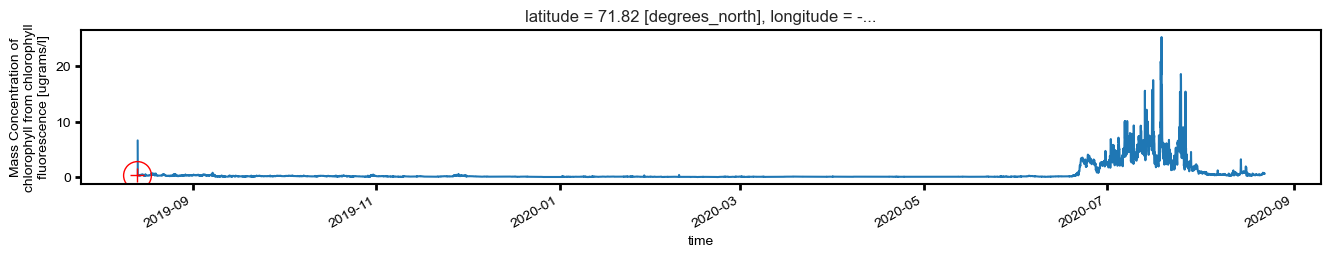 latitude = 71.82 [degrees_north], longitude = -...
Mass Concentration of
chlorophyll from chlorophyll
fluorescence [ugrams/l]
20
10
0
2019-09
2019-11
2020-01
2020-03
2020-05
2020-07
2020-09
time